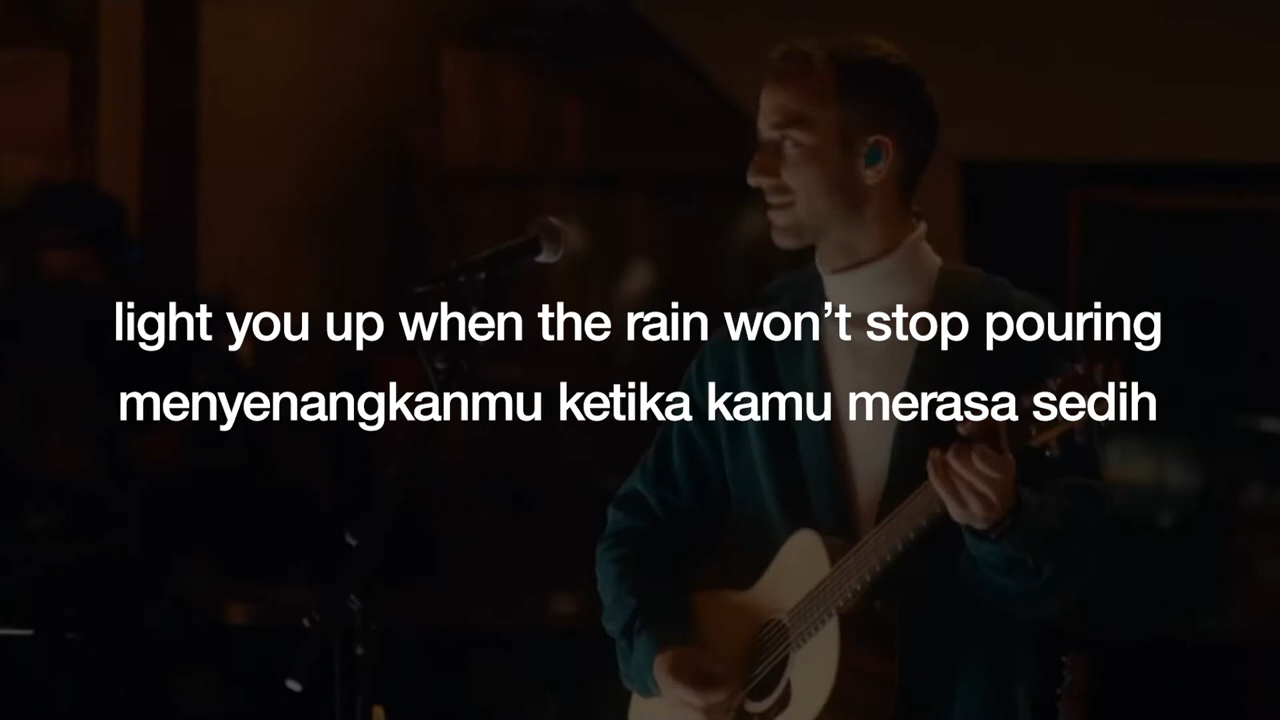 light you up when the rain won’t stop pouring
menyenangkanmu ketika kamu merasa sedih